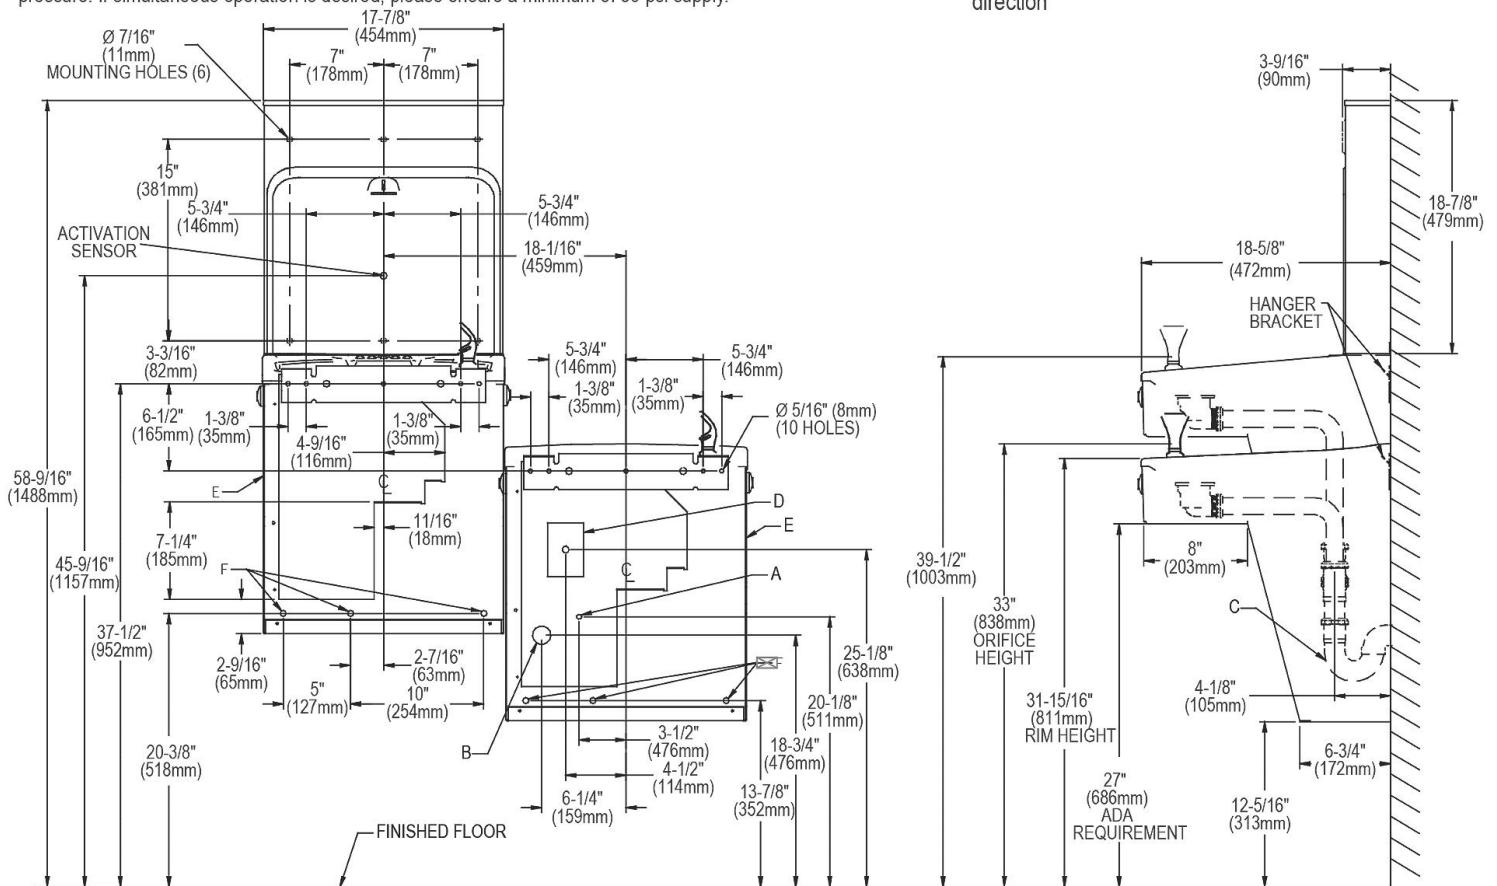 pressure. If simultaneous operation is desired, please ensure a minimum of
psi supply.
direction
17-7/8"
(454mm)
Ø 7/16"
(11mm)
MOUNTING HOLES (6)
7"
(178mm)
7"
(178mm)
15"
(381mm)
5-3/4"
(146mm)
5-3/4"
(146mm)
ACTIVATION
SENSOR
18-1/16"
(459mm)
3-3/16"
(82mm)
5-3/4"
(146mm)
5-3/4"
(146mm)
6-1/2"
(165mm)
1-3/8"
(35mm)
1-3/8"
(35mm)
1-3/8"
(35mm)
1-3/8"
(35mm)
Ø 5/16" (8mm)
(10 HOLES)
4-9/16"
(116mm)
58-9/16"
(1488mm)
E
C
D
E
11/16"
(18mm)
7-1/4"
(185mm)
45-9/16"
(1157mm)
F
C
A
37-1/2"
(952mm)
2-9/16"
(65mm)
2-7/16"
(63mm)
5"
(127mm)
10"
(254mm)
F
25-1/8"
(638mm)
20-1/8"
(511mm)
20-3/8"
(518mm)
B
3-1/2"
(476mm)
18-3/4"
(476mm)
4-1/2"
(114mm)
6-1/4"
(159mm)
13-7/8"
(352mm)
FINISHED FLOOR
3-9/16"
(90mm)
18-7/8"
(479mm)
18-5/8"
(472mm)
HANGER
BRACKET
39-1/2"
(1003mm)
8"
(203mm)
33"
(838mm)
ORIFICE
HEIGHT
C
4-1/8"
(105mm)
31-15/16"
(811mm)
RIM HEIGHT
6-3/4"
(172mm)
27"
(686mm)
ADA
REQUIREMENT
12-5/16"
(313mm)